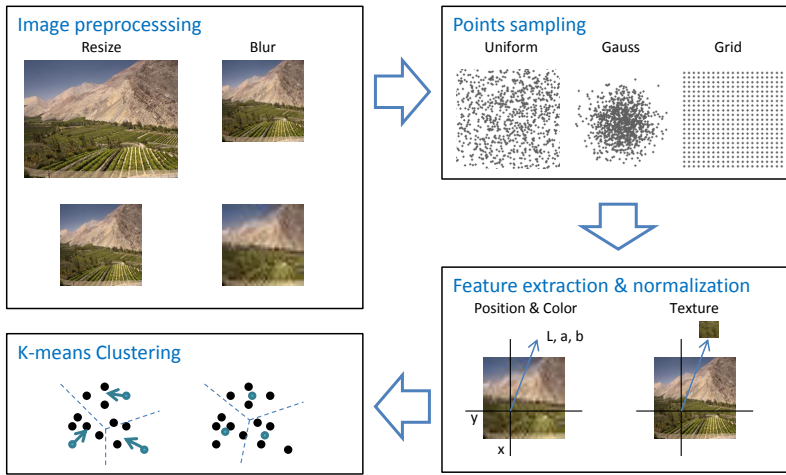 Image preprocesssing
Resize
Blur
Points sampling
Uniform
Gauss
Grid
Feature extraction & normalization
Position & Color
Texture
L, a, b
y
x
K-means Clustering